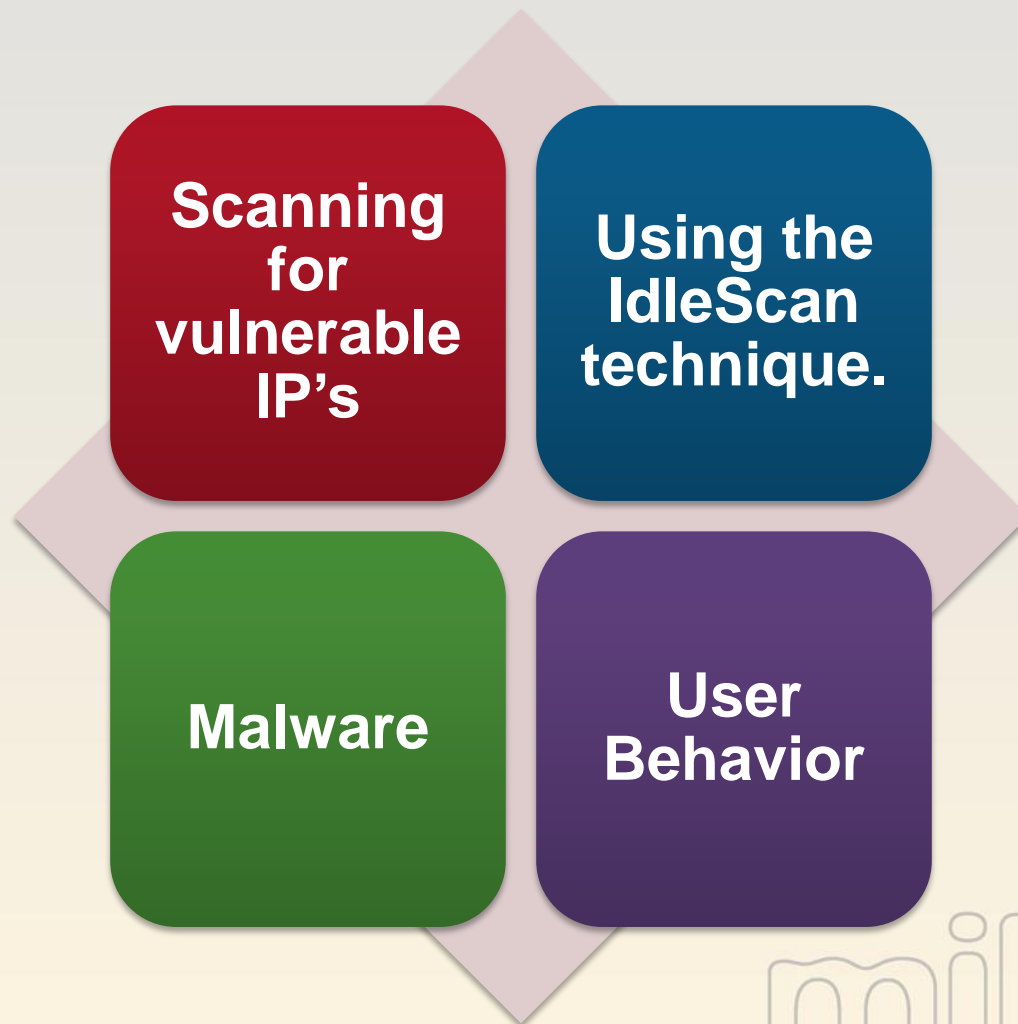 Scanning
for
vulnerable
IP’s
Using the
IdleScan
technique.
Malware
User
Behavior